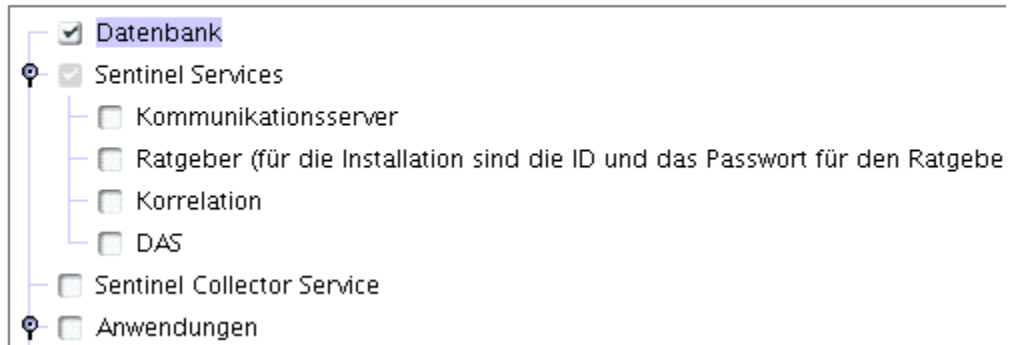 Datenbank
Sentinel Services
Kommunikationsserver
Ratgeber (für die Installation sind die ID und das Passwort für den Ratgebe
Korrelation
DAS
Sentinel Collector Service
Anwendungen